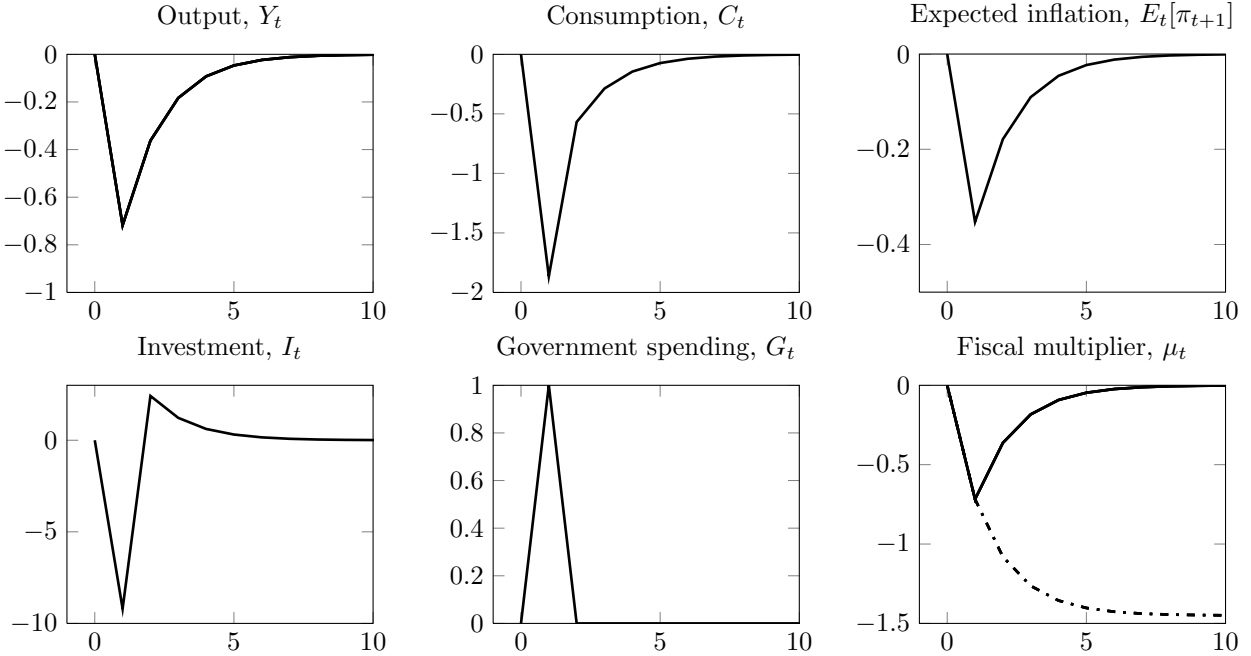 Output, Y_t
0
−0.2
−0.4
−0.6
−0.8
−1
0 5 10
Consumption, C_t
0
−0.5
−1
−1.5
−2
0 5 10
Expected inflation, E_t[π_{t+1}]
0
−0.2
−0.4
0 5 10
Investment, I_t
0
−5
−10
0 5 10
Government spending, G_t
1
0.8
0.6
0.4
0.2
0
0 5 10
Fiscal multiplier, μ_t
0
−0.5
−1
−1.5
0 5 10